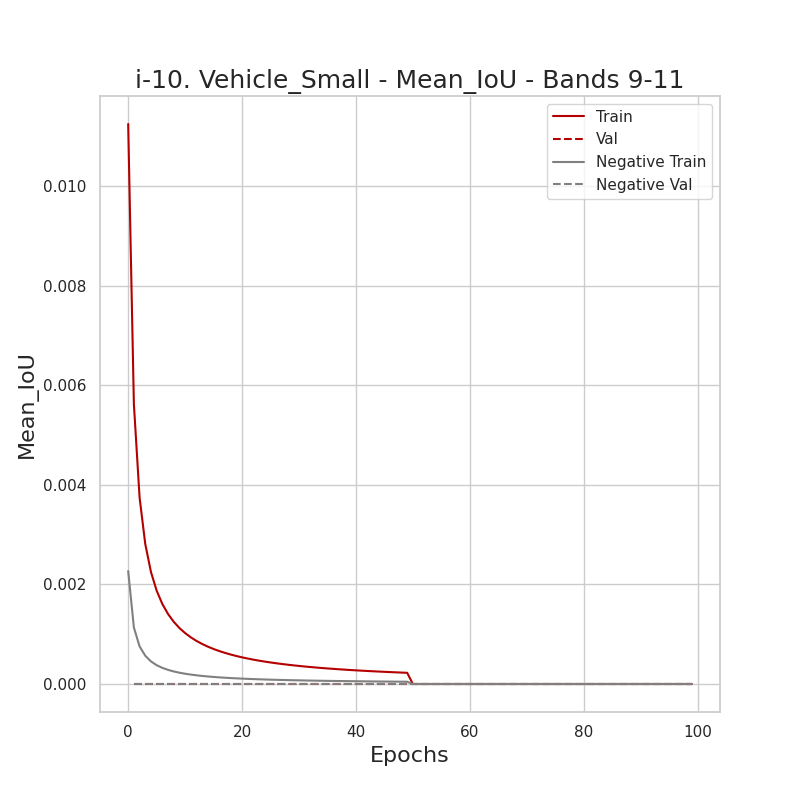 i-10. Vehicle_Small - Mean_IoU - Bands 9-11
Train
Val
Negative Train
Negative Val
0.010
0.008
0.006
0.004
0.002
0.000
Mean_IoU
0 20 40 60 80 100
Epochs